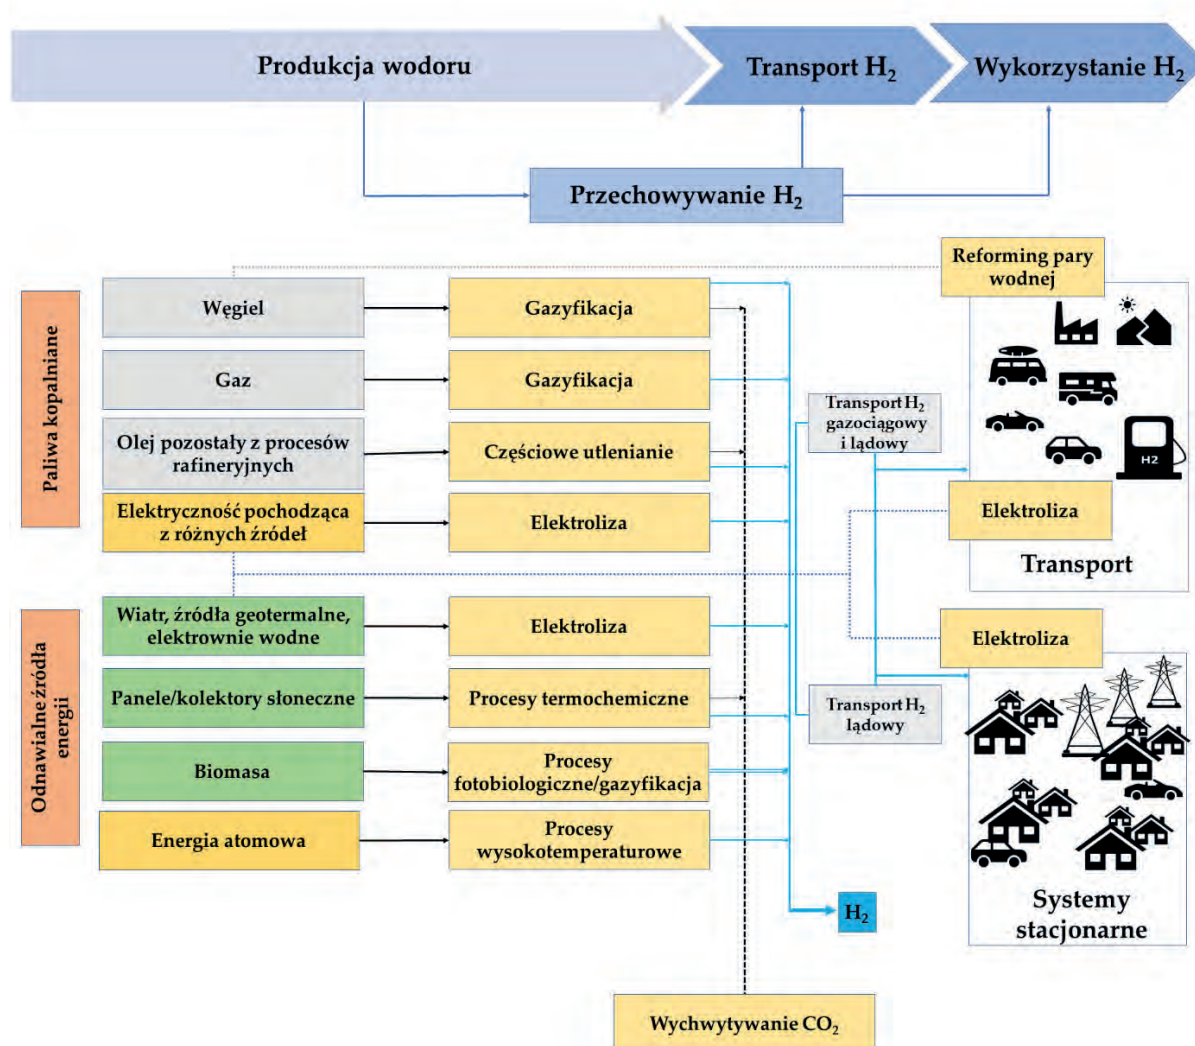 Produkcja wodoru
Transport H₂
Wykorzystanie H₂
Przechowywanie H₂
Reforming pary
wodnej
Paliwa kopalniane
Węgiel
Gazyfikacja
Gaz
Gazyfikacja
Olej pozostały z procesów
rafineryjnych
Częściowe utlenianie
Elektryczność pochodząca
z różnych źródeł
Elektroliza
Transport H₂
gazociągowy
i lądowy
H2
Elektroliza
Transport
Odnawialne źródła
energii
Wiatr, źródła geotermalne,
elektrownie wodne
Elektroliza
Elektroliza
Panele/kolektory słoneczne
Procesy termochemiczne
Transport H₂
lądowy
Biomasa
Procesy
fotobiologiczne/gazyfikacja
Energia atomowa
Procesy
wysokotemperaturowe
H₂
Systemy
stacjonarne
Wychwytywanie CO₂